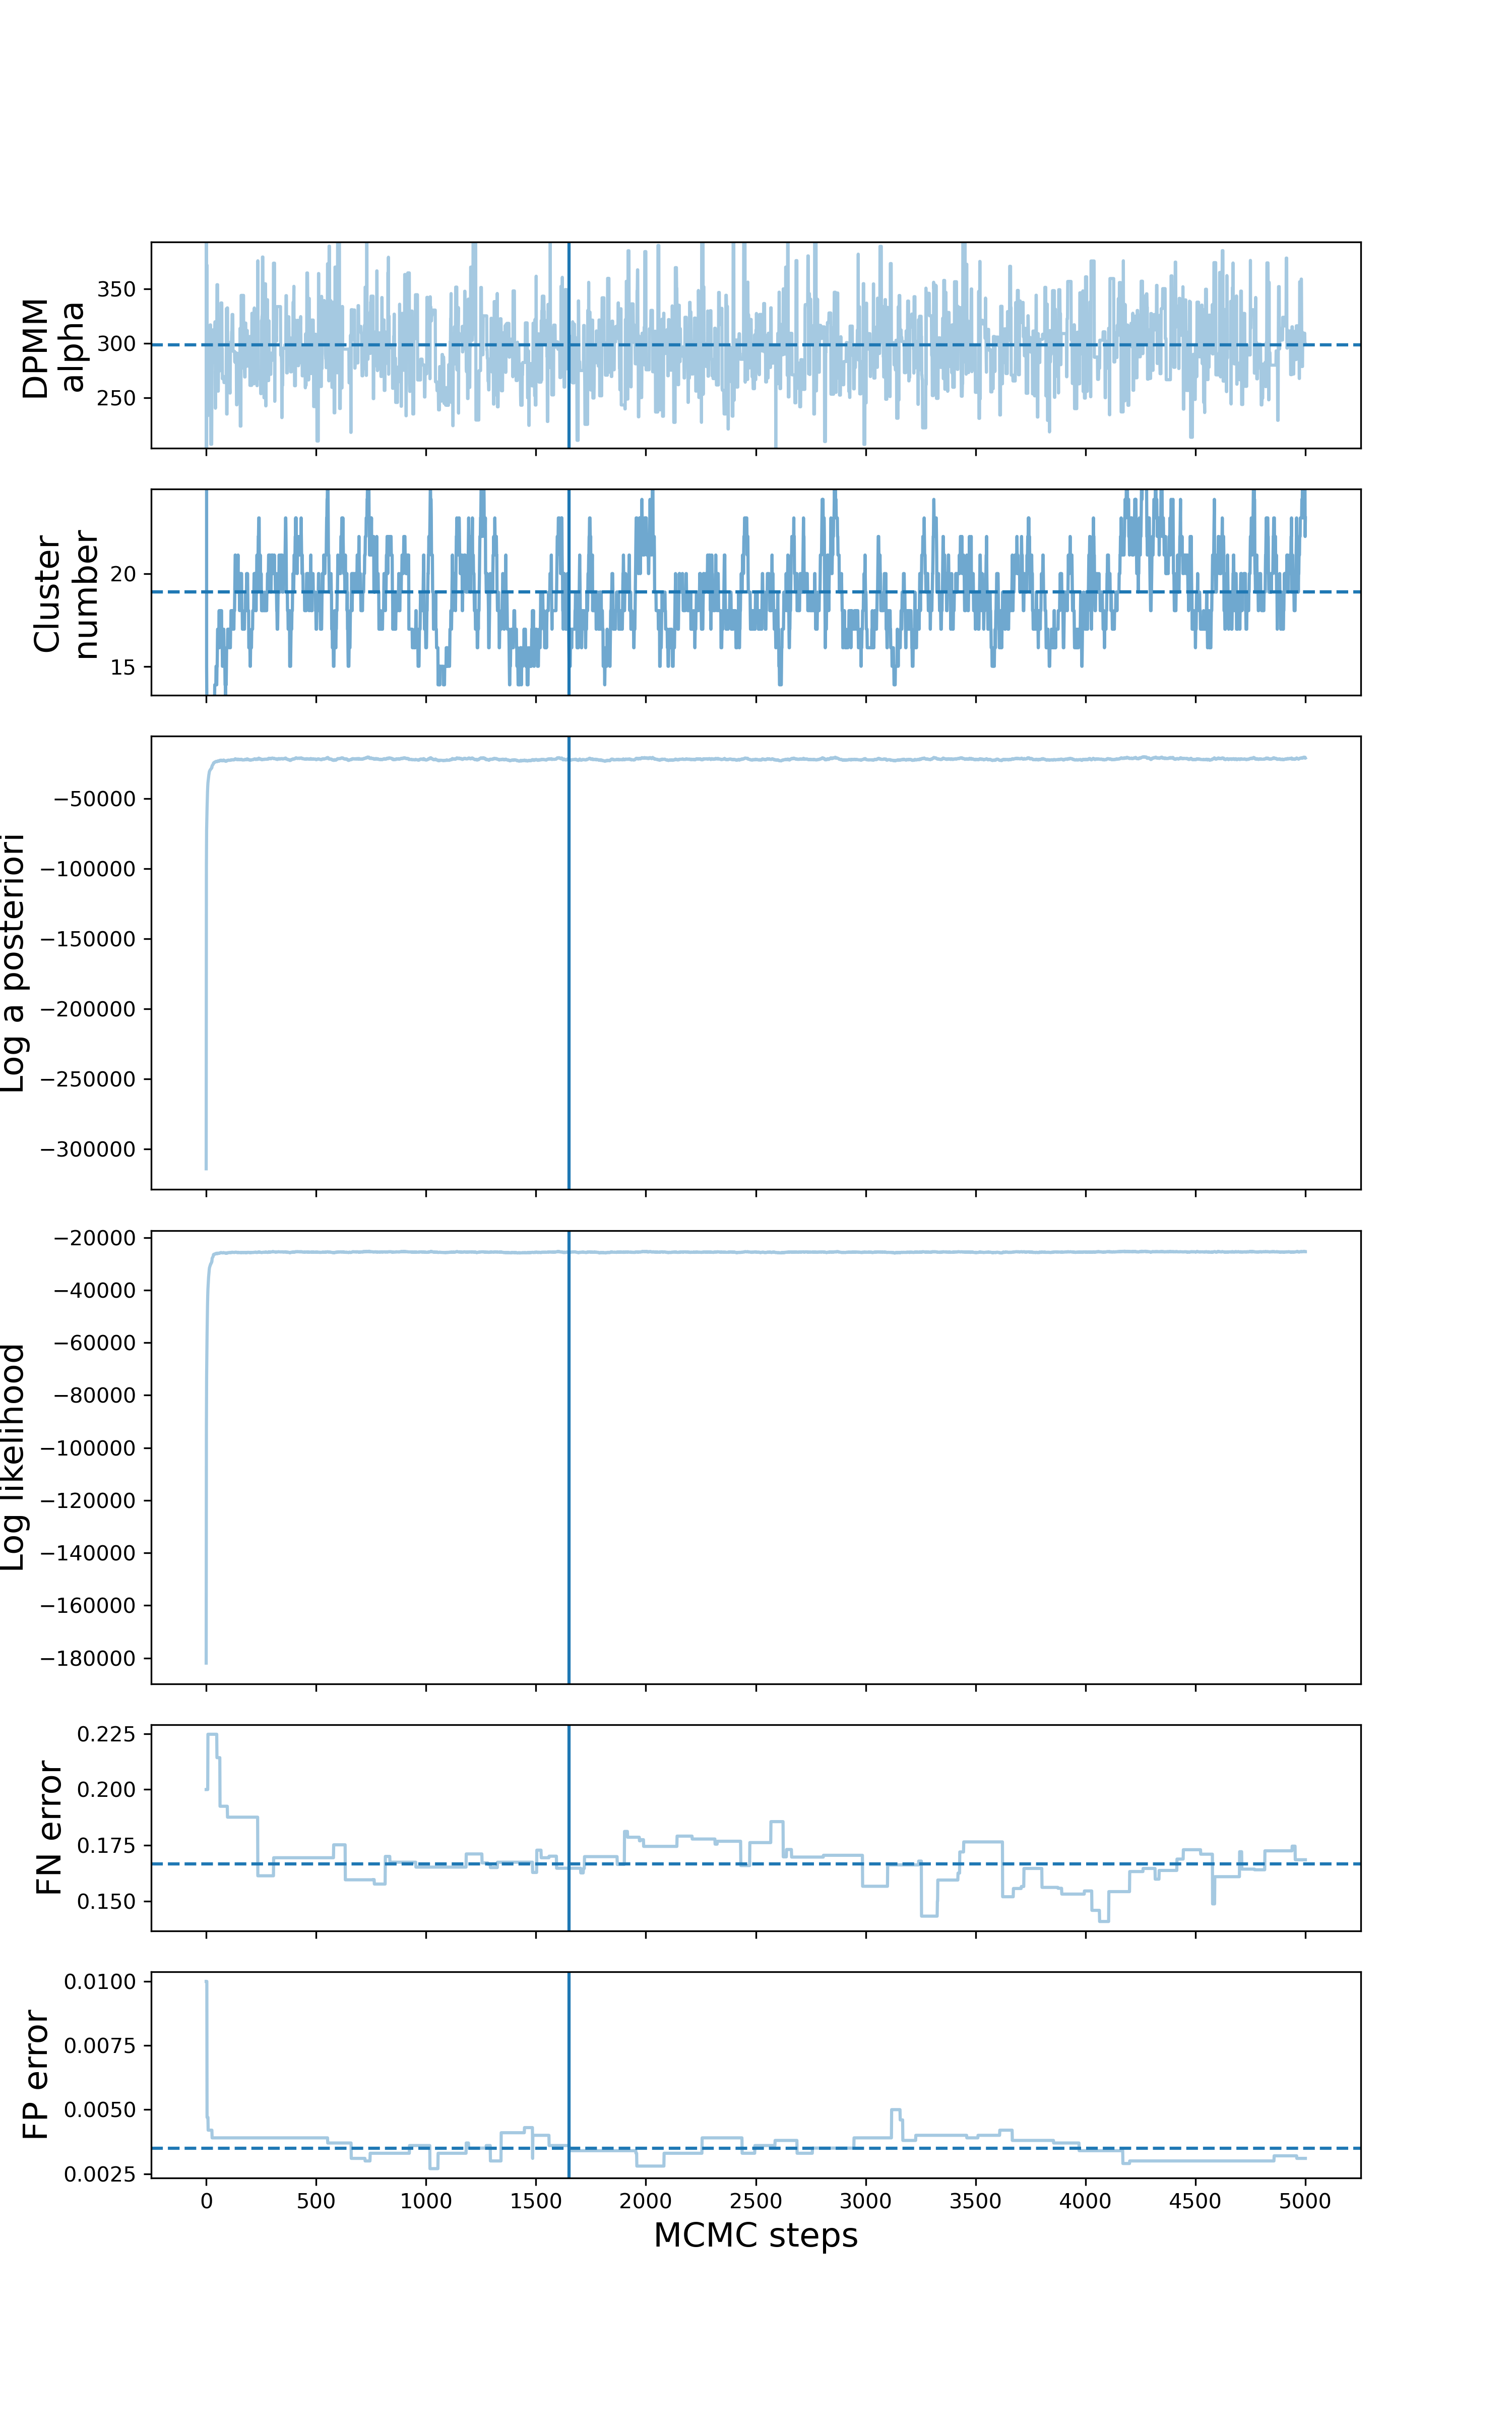 DPMM
alpha
350
300
250
Cluster
number
20
15
Log a posteriori
−50000
−100000
−150000
−200000
−250000
−300000
Log likelihood
−20000
−40000
−60000
−80000
−100000
−120000
−140000
−160000
−180000
FN error
0.225
0.200
0.175
0.150
FP error
0.0100
0.0075
0.0050
0.0025
0 500 1000 1500 2000 2500 3000 3500 4000 4500 5000
MCMC steps